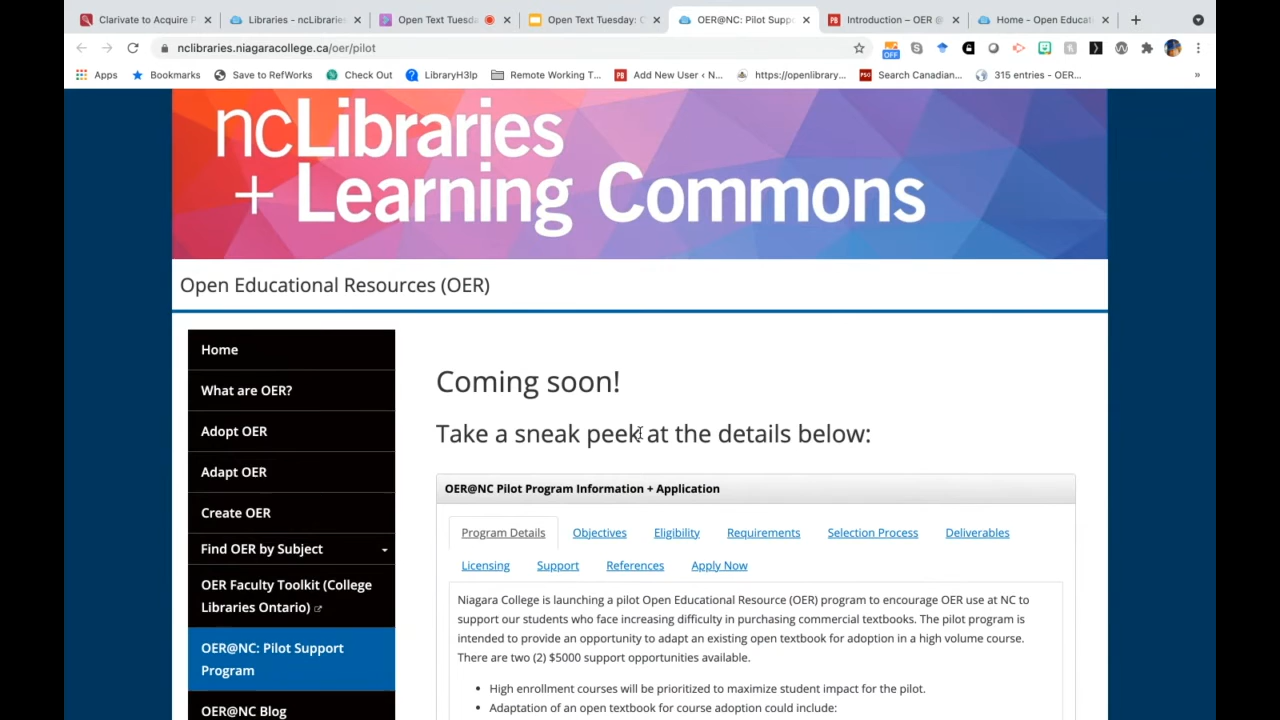 Clarivate to Acquire P
Libraries - ncLibraries
Open Text Tuesda
Open Text Tuesday: C
OER@NC: Pilot Suppo
Introduction – OER @
Home - Open Educati
nclibraries.niagaracollege.ca/oer/pilot
OFF
Apps
Bookmarks
Save to RefWorks
Check Out
LibraryH3lp
Remote Working T...
Add New User ‹ N...
https://openlibrary...
Search Canadian...
315 entries - OER...
»
ncLibraries
+ Learning Commons
Open Educational Resources (OER)
Home
What are OER?
Adopt OER
Adapt OER
Create OER
Find OER by Subject
OER Faculty Toolkit (College
Libraries Ontario)
OER@NC: Pilot Support
Program
OER@NC Blog
Coming soon!
Take a sneak peek at the details below:
OER@NC Pilot Program Information + Application
Program Details
Objectives
Eligibility
Requirements
Selection Process
Deliverables
Licensing
Support
References
Apply Now
Niagara College is launching a pilot Open Educational Resource (OER) program to encourage OER use at NC to
support our students who face increasing difficulty in purchasing commercial textbooks. The pilot program is
intended to provide an opportunity to adapt an existing open textbook for adoption in a high volume course.
There are two (2) $5000 support opportunities available.
• High enrollment courses will be prioritized to maximize student impact for the pilot.
• Adaptation of an open textbook for course adoption could include: